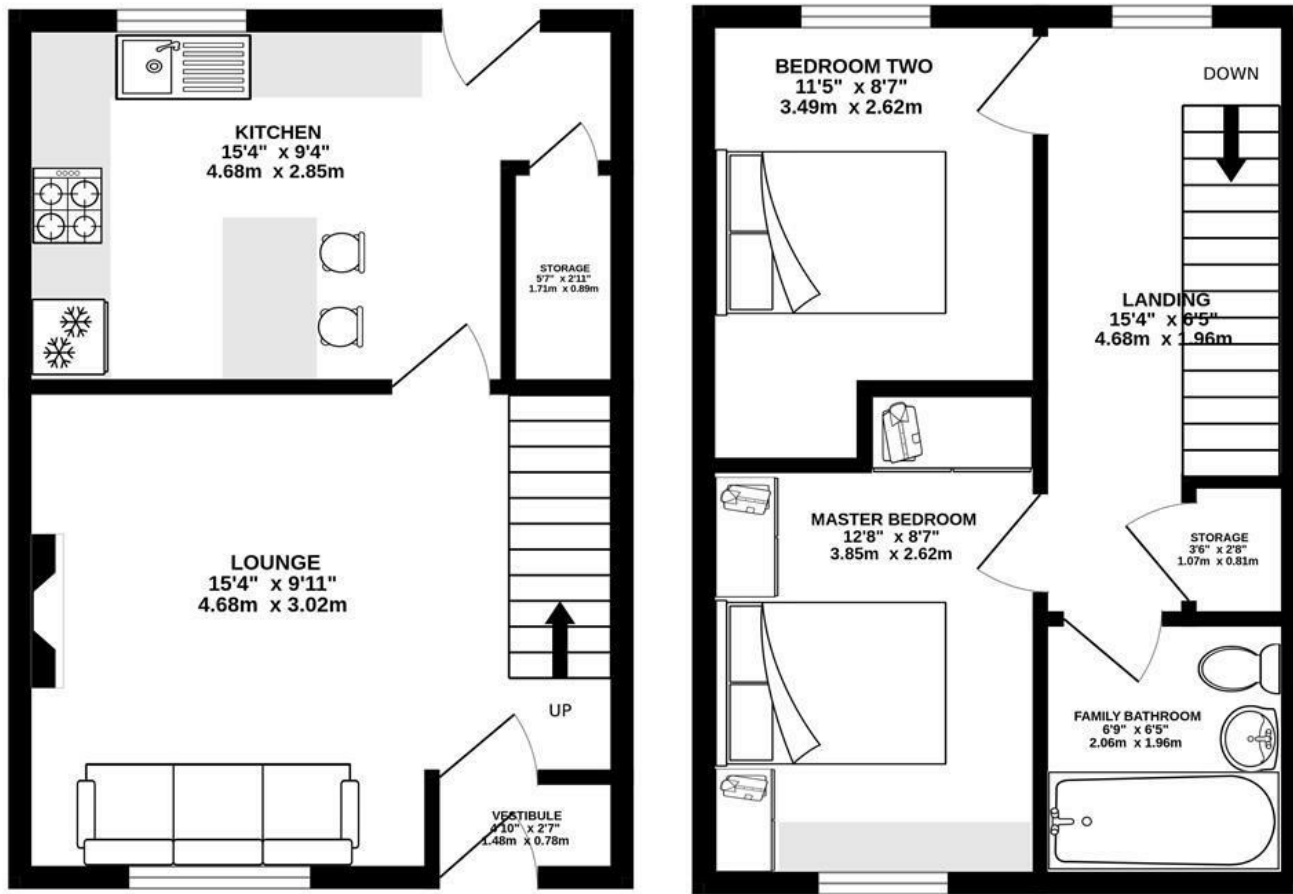 KITCHEN
15'4" x 9'4"
4.68m x 2.85m
STORAGE
5'7" x 2'11"
1.71m x 0.89m
LOUNGE
15'4" x 9'11"
4.68m x 3.02m
UP
VESTIBULE
4'10" x 2'7"
1.48m x 0.78m
BEDROOM TWO
11'5" x 8'7"
3.49m x 2.62m
DOWN
LANDING
15'4" x 6'5"
4.68m x 1.96m
MASTER BEDROOM
12'8" x 8'7"
3.85m x 2.62m
STORAGE
3'6" x 2'8"
1.07m x 0.81m
FAMILY BATHROOM
6'9" x 6'5"
2.06m x 1.96m